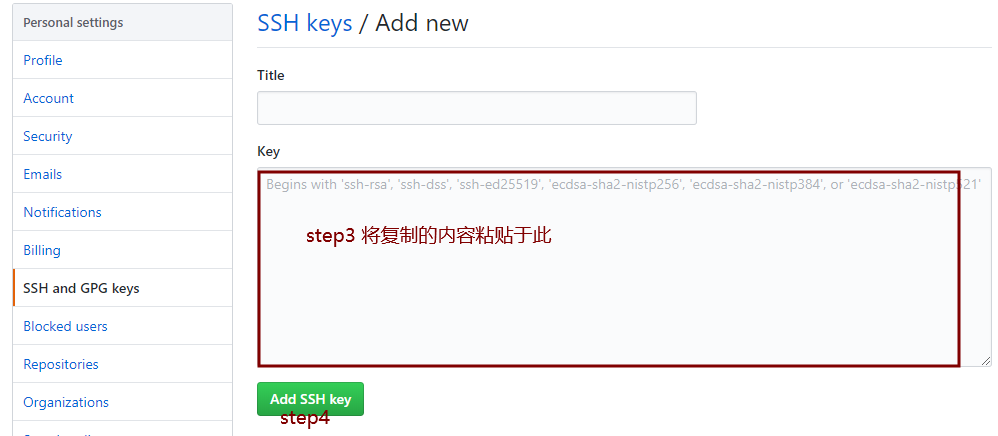 Personal settings
Profile
Account
Security
Emails
Notifications
Billing
SSH and GPG keys
Blocked users
Repositories
Organizations
SSH keys / Add new
Title
Key
Begins with 'ssh-rsa', 'ssh-dss', 'ssh-ed25519', 'ecdsa-sha2-nistp256', 'ecdsa-sha2-nistp384', or 'ecdsa-sha2-nistp521'
step3 将复制的内容粘贴于此
Add SSH key
step4